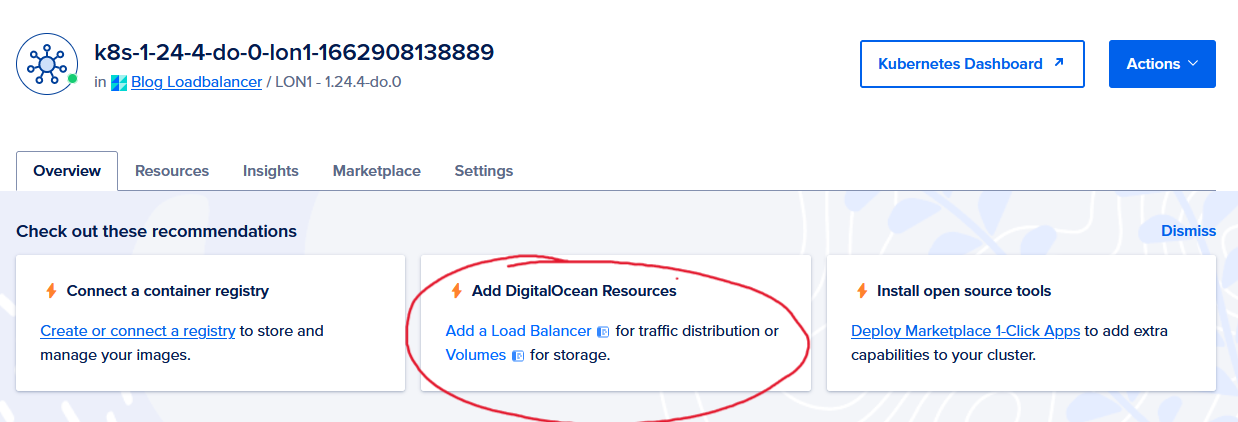 k8s-1-24-4-do-0-lon1-1662908138889
in Blog Loadbalancer / LON1 - 1.24.4-do.0
Kubernetes Dashboard
Actions
Overview
Resources
Insights
Marketplace
Settings
Check out these recommendations
Dismiss
Connect a container registry
Create or connect a registry to store and
manage your images.
Add DigitalOcean Resources
Add a Load Balancer for traffic distribution or
Volumes for storage.
Install open source tools
Deploy Marketplace 1-Click Apps to add extra
capabilities to your cluster.